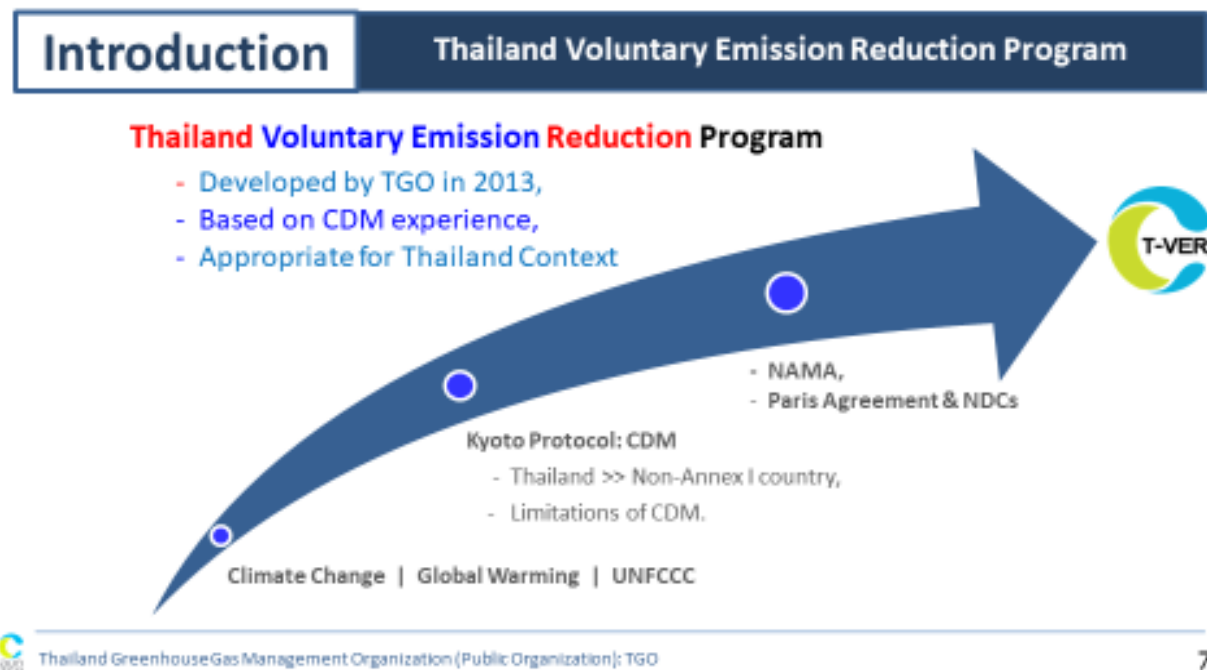 Introduction
Thailand Voluntary Emission Reduction Program
Thailand Voluntary Emission Reduction Program
- Developed by TGO in 2013,
- Based on CDM experience,
- Appropriate for Thailand Context
T-VER
- NAMA,
- Paris Agreement & NDCs
Kyoto Protocol: CDM
- Thailand >> Non-Annex I country,
- Limitations of CDM.
Climate Change | Global Warming | UNFCCC
Thailand Greenhouse Gas Management Organization (Public Organization): TGO
7